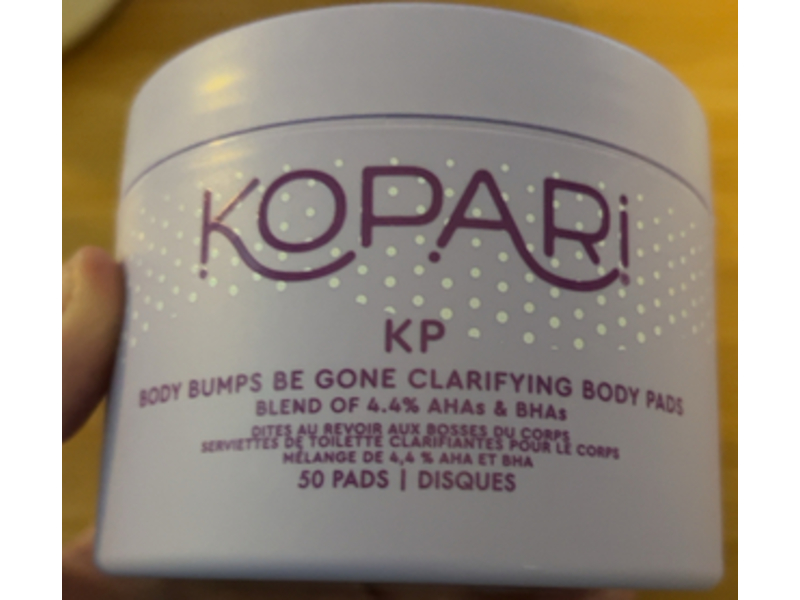 KOPARI
KP
BODY BUMPS BE GONE CLARIFYING BODY PADS
BLEND OF 4.4% AHAs & BHAs
DITES AU REVOIR AUX BOSSES DU CORPS
SERVIETTES DE TOILETTE CLARIFIANTES POUR LE CORPS
MÉLANGE DE 4,4 % AHA ET BHA
50 PADS | DISQUES